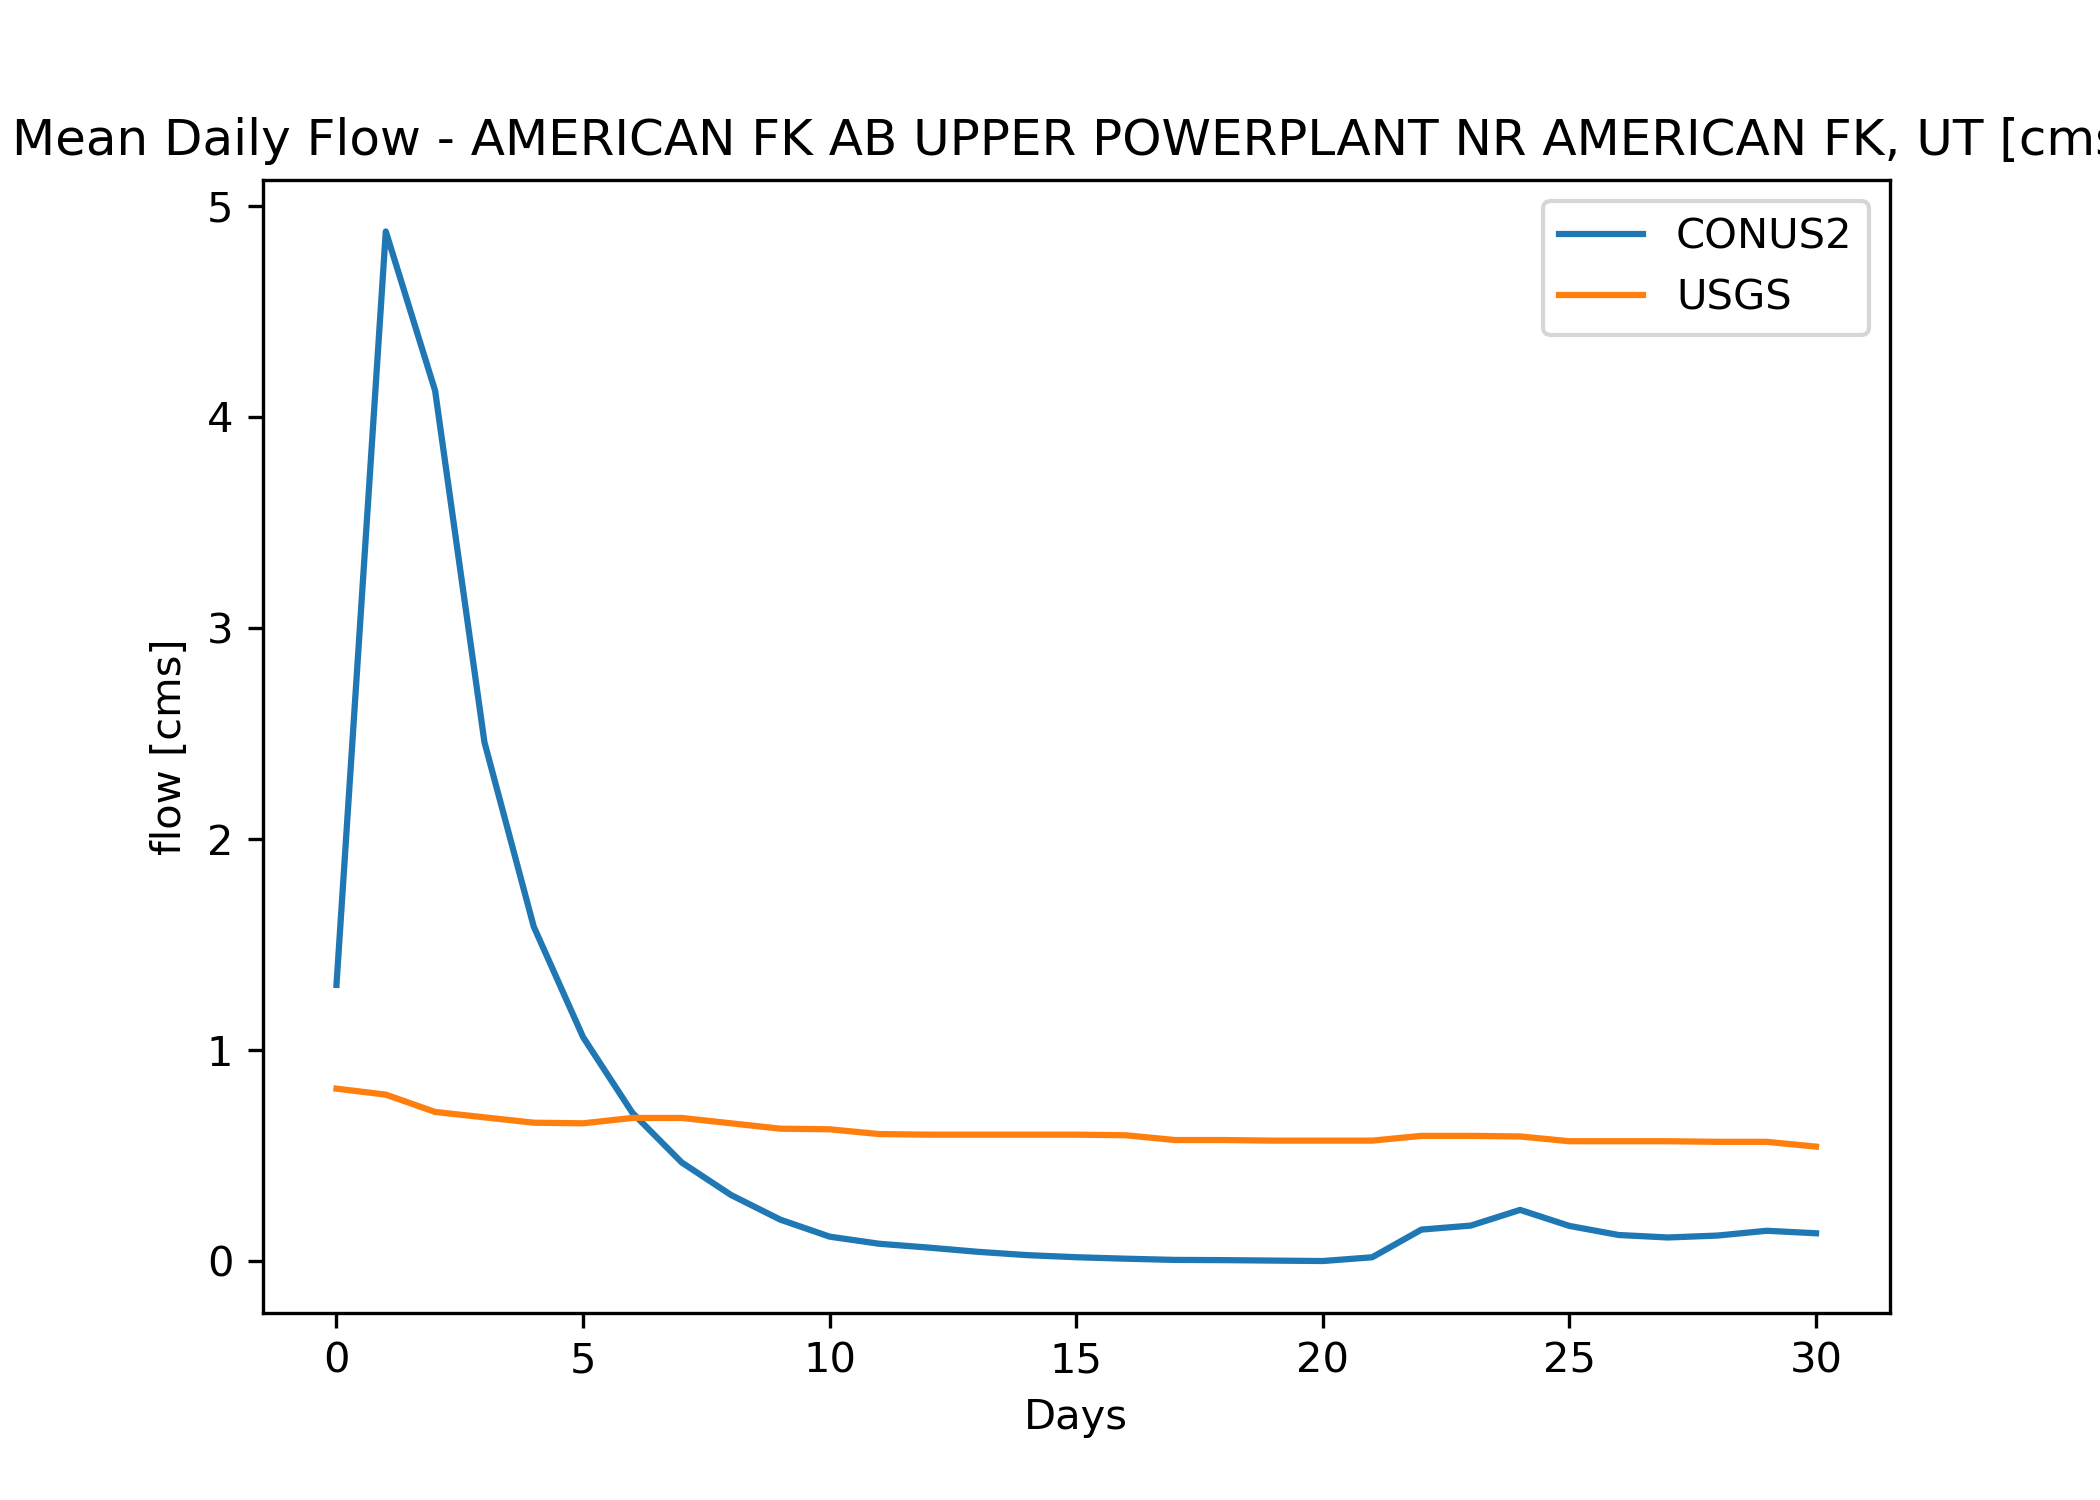 Mean Daily Flow - AMERICAN FK AB UPPER POWERPLANT NR AMERICAN FK, UT [cms
CONUS2
USGS
5
4
3
2
1
0
flow [cms]
0 5 10 15 20 25 30
Days